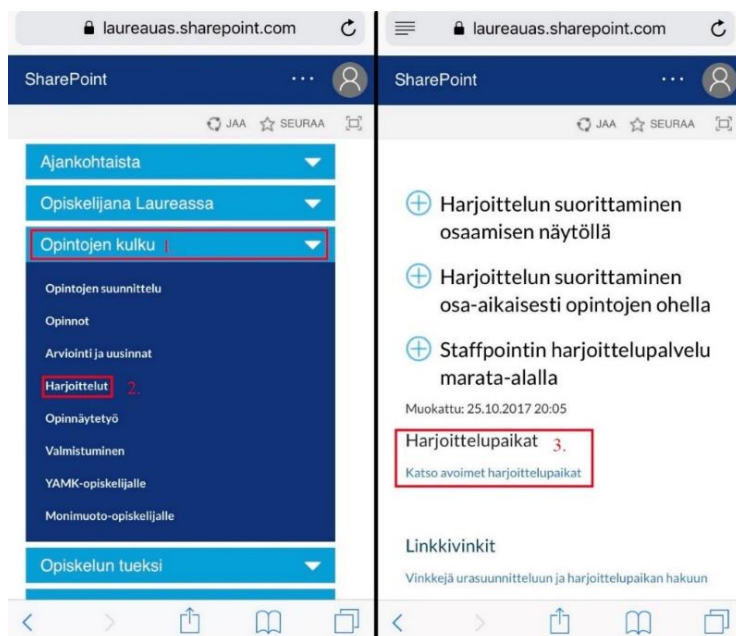 laureauas.sharepoint.com
SharePoint ...
JAA SEURAA
Ajankohtaista
Opiskelijana Laureassa
Opintojen kulku 1.
Opintojen suunnittelu
Opinnot
Arviointi ja uusinnat
Harjoittelut 2.
Opinnäytetyö
Valmistuminen
YAMK-opiskelijalle
Monimuoto-opiskelijalle
Opiskelun tueksi
laureauas.sharepoint.com
SharePoint ...
JAA SEURAA
Harjoittelun suorittaminen
osaamisen näytöllä
Harjoittelun suorittaminen
osa-aikaisesti opintojen ohella
Staffpointin harjoittelupalvelu
marata-alalla
Muokattu: 25.10.2017 20:05
Harjoittelupaikat 3.
Katso avoimet harjoittelupaikat
Linkkivinkit
Vinkkejä urasuunnitteluun ja harjoittelupaikan hakuun